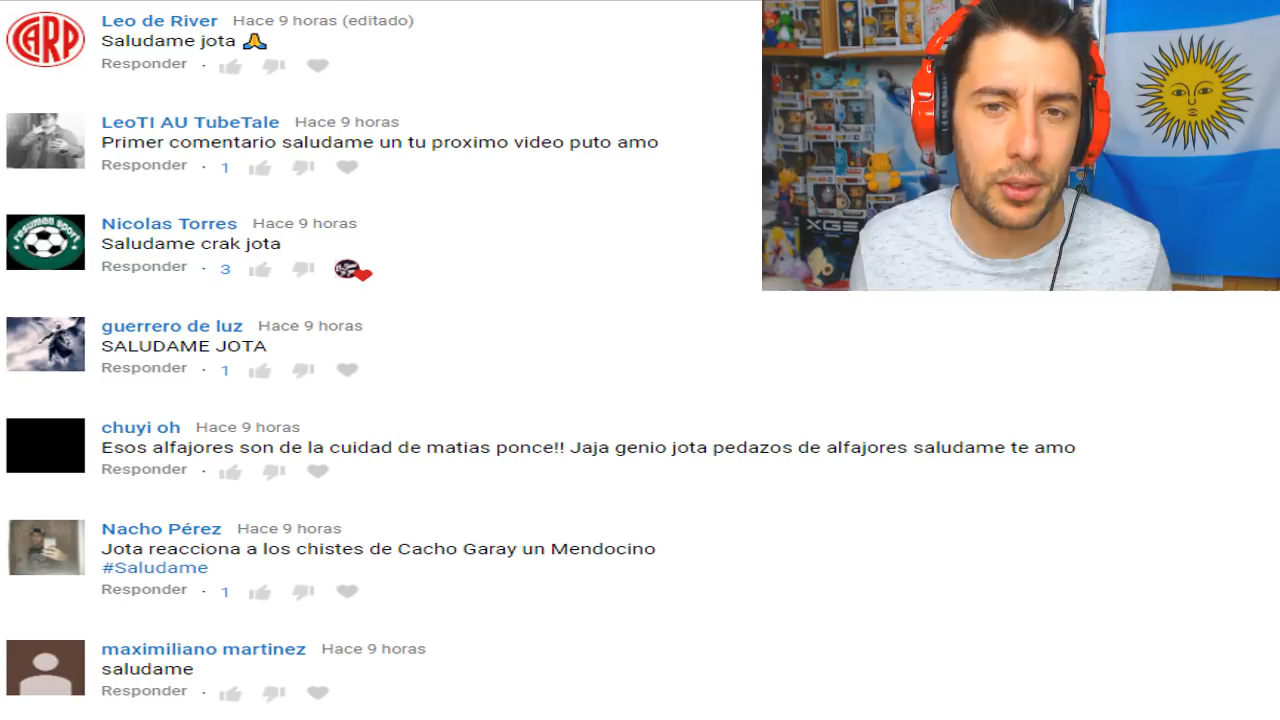 CARP
Leo de River Hace 9 horas (editado)
Saludame jota 🙏
Responder ·
LeoTI AU TubeTale Hace 9 horas
Primer comentario saludame un tu proximo video puto amo
Responder · 1
resumen sport
Nicolas Torres Hace 9 horas
Saludame crak jota
Responder · 3
guerrero de luz Hace 9 horas
SALUDAME JOTA
Responder · 1
chuyi oh Hace 9 horas
Esos alfajores son de la cuidad de matias ponce!! Jaja genio jota pedazos de alfajores saludame te amo
Responder ·
Nacho Pérez Hace 9 horas
Jota reacciona a los chistes de Cacho Garay un Mendocino
#Saludame
Responder · 1
maximiliano martinez Hace 9 horas
saludame
Responder ·
XGE